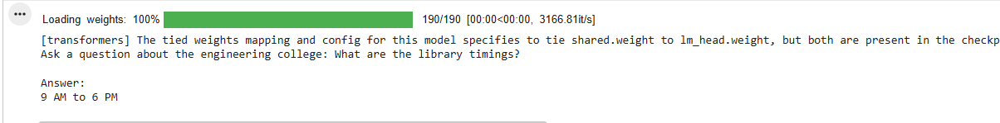 Loading weights: 100% 190/190 [00:00<00:00, 3166.81it/s]
[transformers] The tied weights mapping and config for this model specifies to tie shared.weight to lm_head.weight, but both are present in the checkp
Ask a question about the engineering college: What are the library timings?
Answer:
9 AM to 6 PM